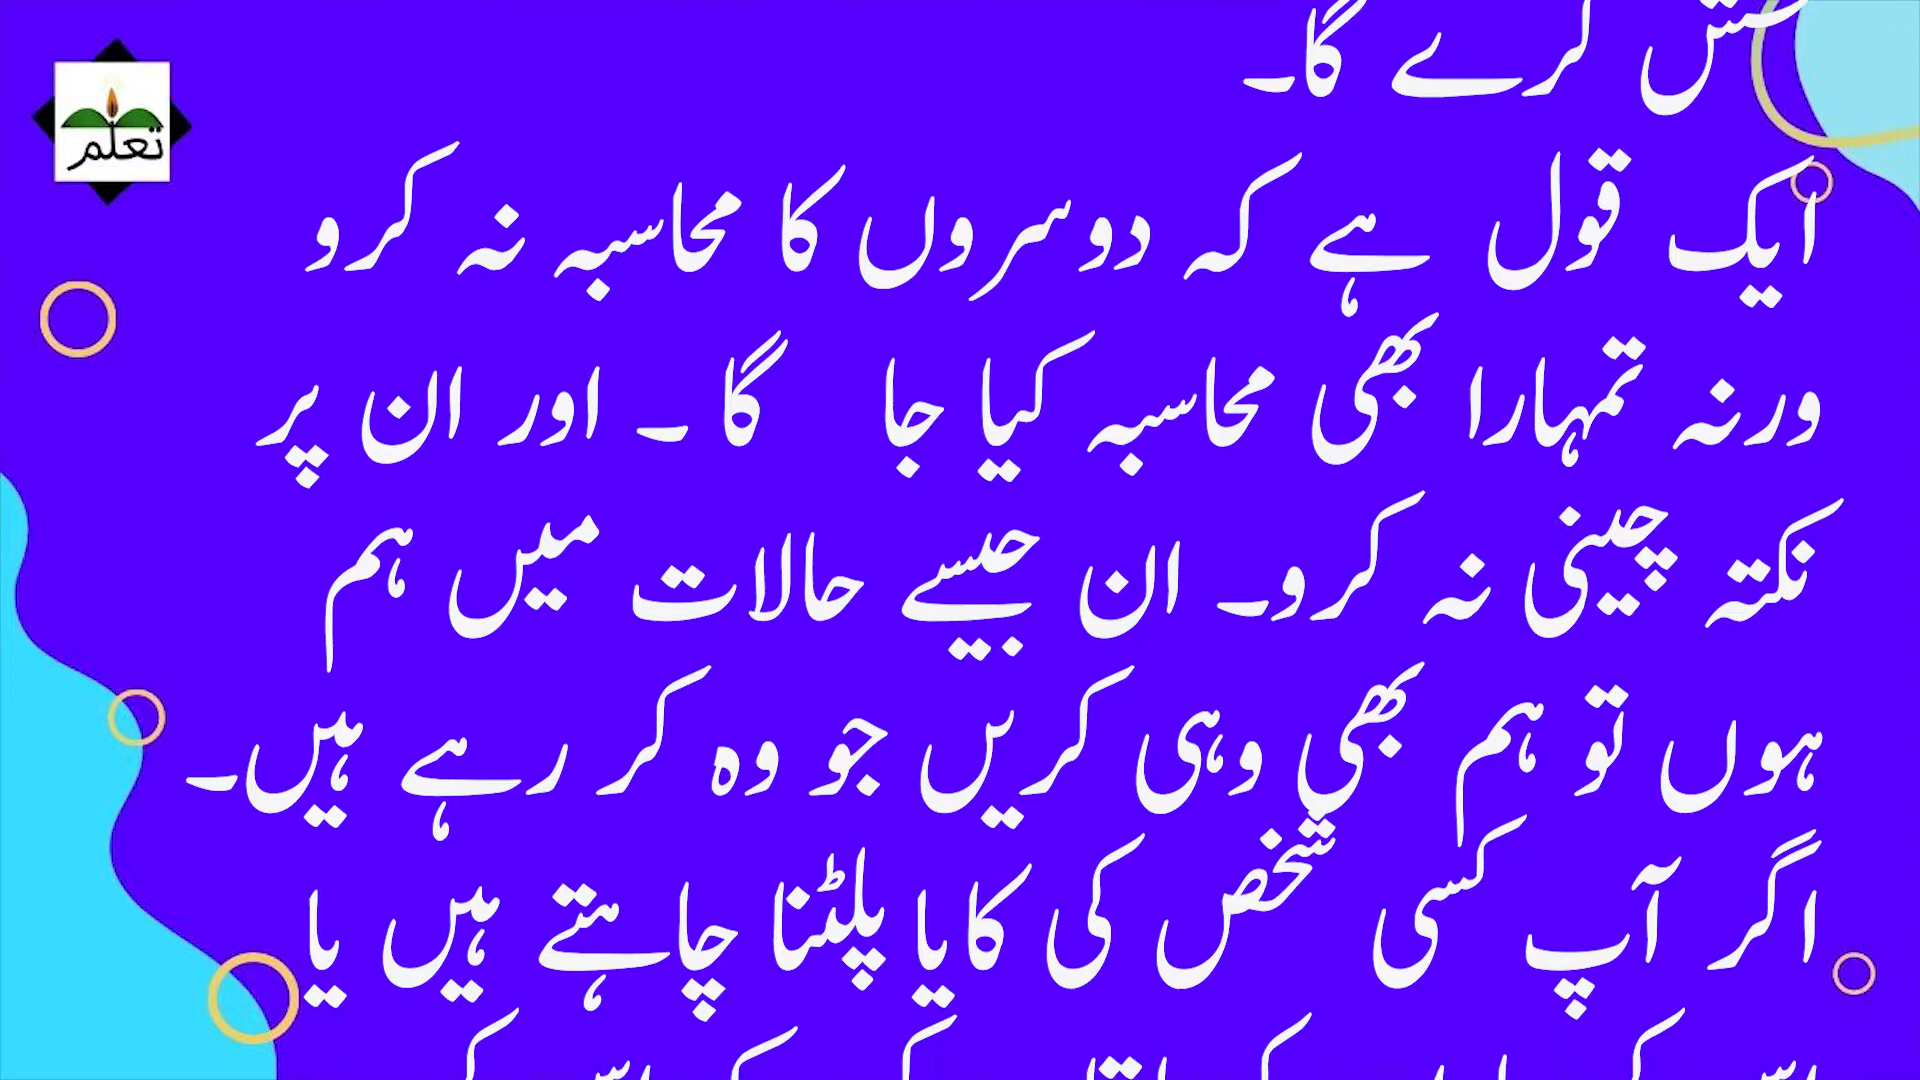 تعلم
کرے گا۔
ایک قول ہے کہ دوسروں کا محاسبہ نہ کرو
ورنہ تمہارا بھی محاسبہ کیا جا گا ۔ اور ان پر
نکتہ چینی نہ کرو۔ ان جیسے حالات میں ہم
ہوں تو ہم بھی وہی کریں جو وہ کر رہے ہیں۔
اگر آپ کسی شخص کی کایا پلٹنا چاہتے ہیں یا